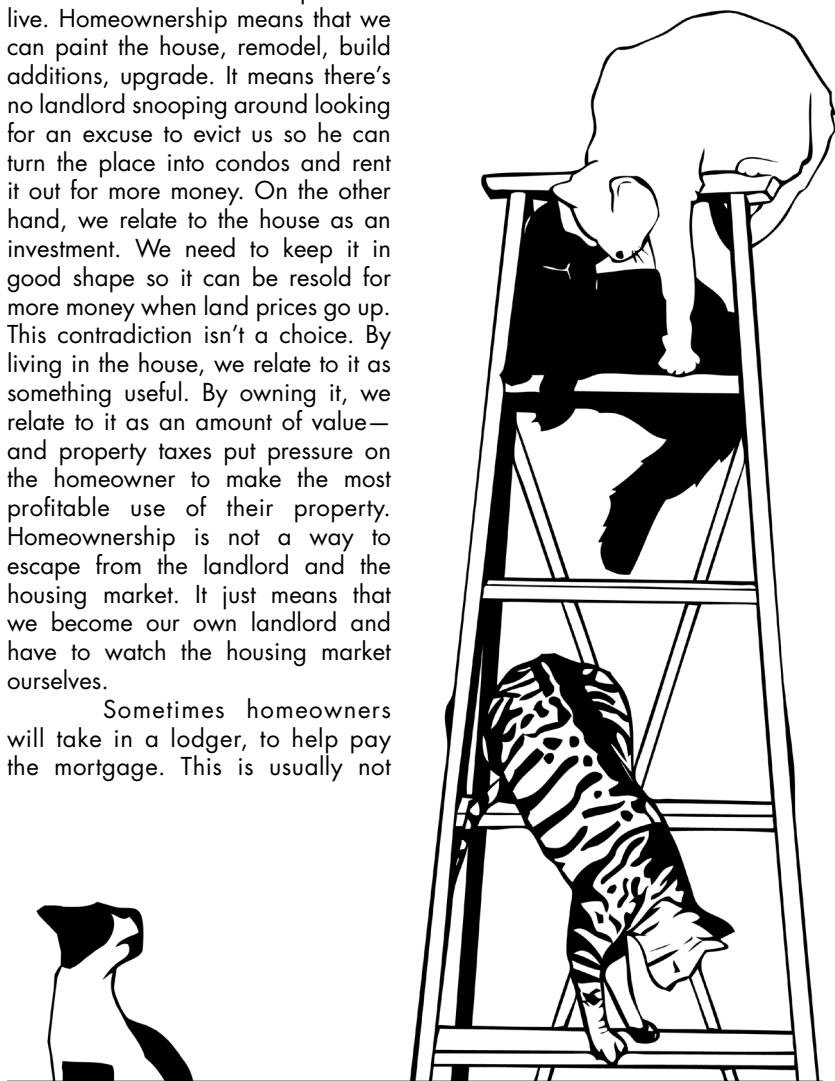 live. Homeownership means that we
can paint the house, remodel, build
additions, upgrade. It means there’s
no landlord snooping around looking
for an excuse to evict us so he can
turn the place into condos and rent
it out for more money. On the other
hand, we relate to the house as an
investment. We need to keep it in
good shape so it can be resold for
more money when land prices go up.
This contradiction isn’t a choice. By
living in the house, we relate to it as
something useful. By owning it, we
relate to it as an amount of value—
and property taxes put pressure on
the homeowner to make the most
profitable use of their property.
Homeownership is not a way to
escape from the landlord and the
housing market. It just means that
we become our own landlord and
have to watch the housing market
ourselves.
Sometimes homeowners
will take in a lodger, to help pay
the mortgage. This is usually not